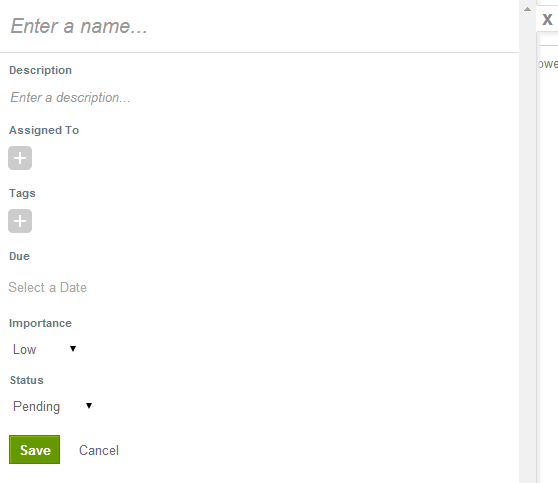 Enter a name...
X
Description
owe
Enter a description...
Assigned To
+
Tags
+
Due
Select a Date
Importance
Low
Status
Pending
Save Cancel